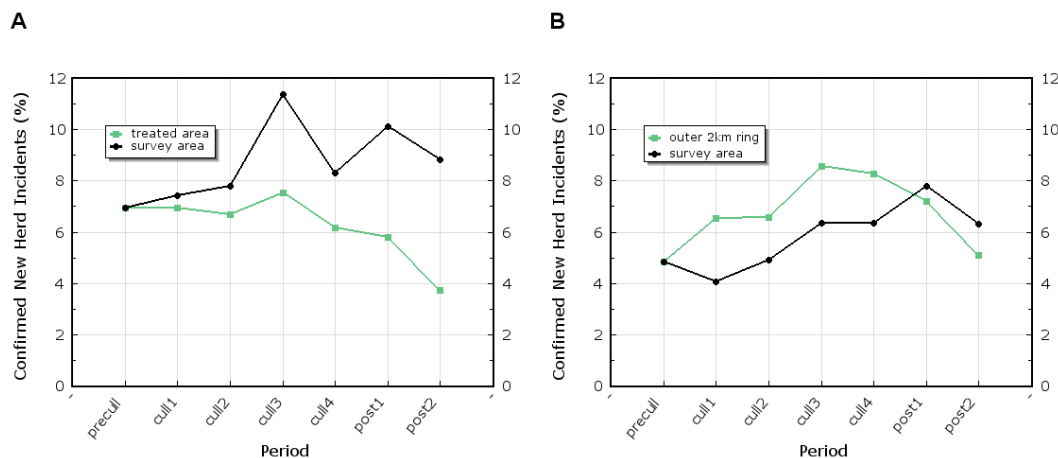 A
Confirmed New Herd Incidents (%)
12
10
8
6
4
2
0
treated area
survey area
12
10
8
6
4
2
0
-
precull
cull1
cull2
cull3
cull4
post1
post2
-
Period
B
Confirmed New Herd Incidents (%)
12
10
8
6
4
2
0
outer 2km ring
survey area
12
10
8
6
4
2
0
-
precull
cull1
cull2
cull3
cull4
post1
post2
-
Period